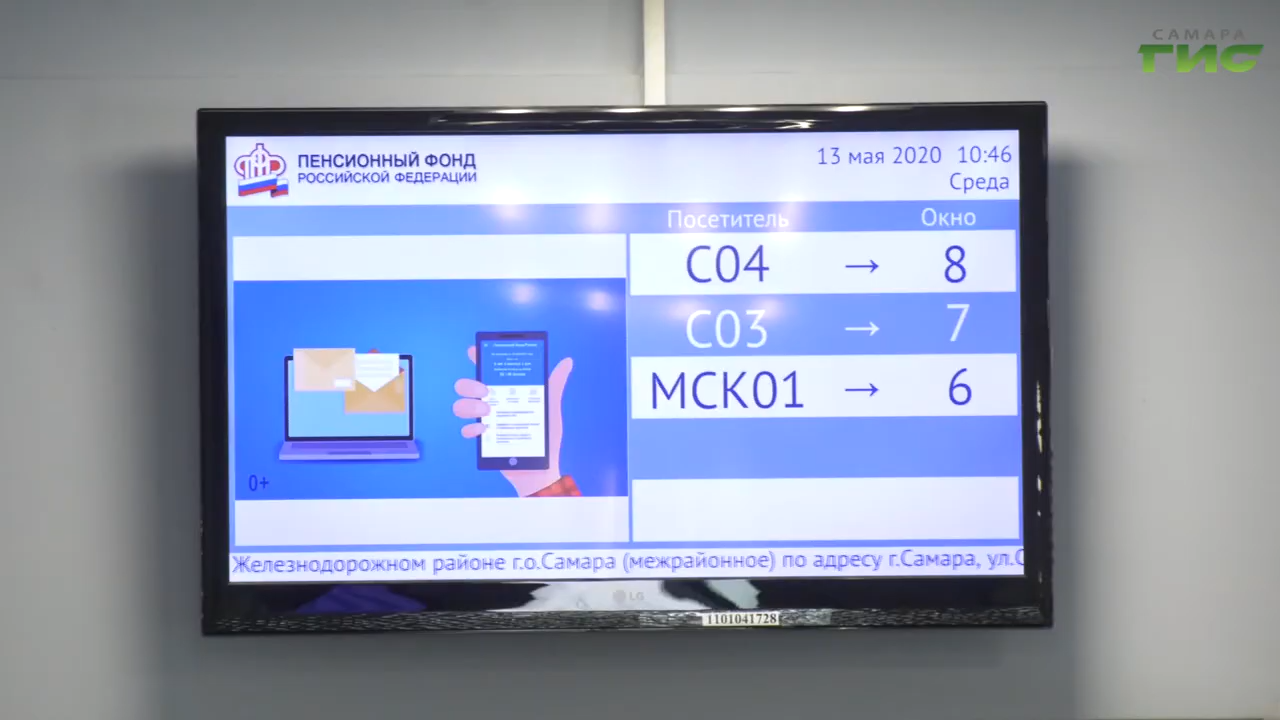 САМАРА
ГИС
ПЕНСИОННЫЙ ФОНД
РОССИЙСКОЙ ФЕДЕРАЦИИ
13 мая 2020 10:46
Среда
Посетитель Окно
С04 → 8
С03 → 7
МСК01 → 6
0+
Железнодорожном районе г.о.Самара (межрайонное) по адресу г.Самара, ул.С
LG
1101041728